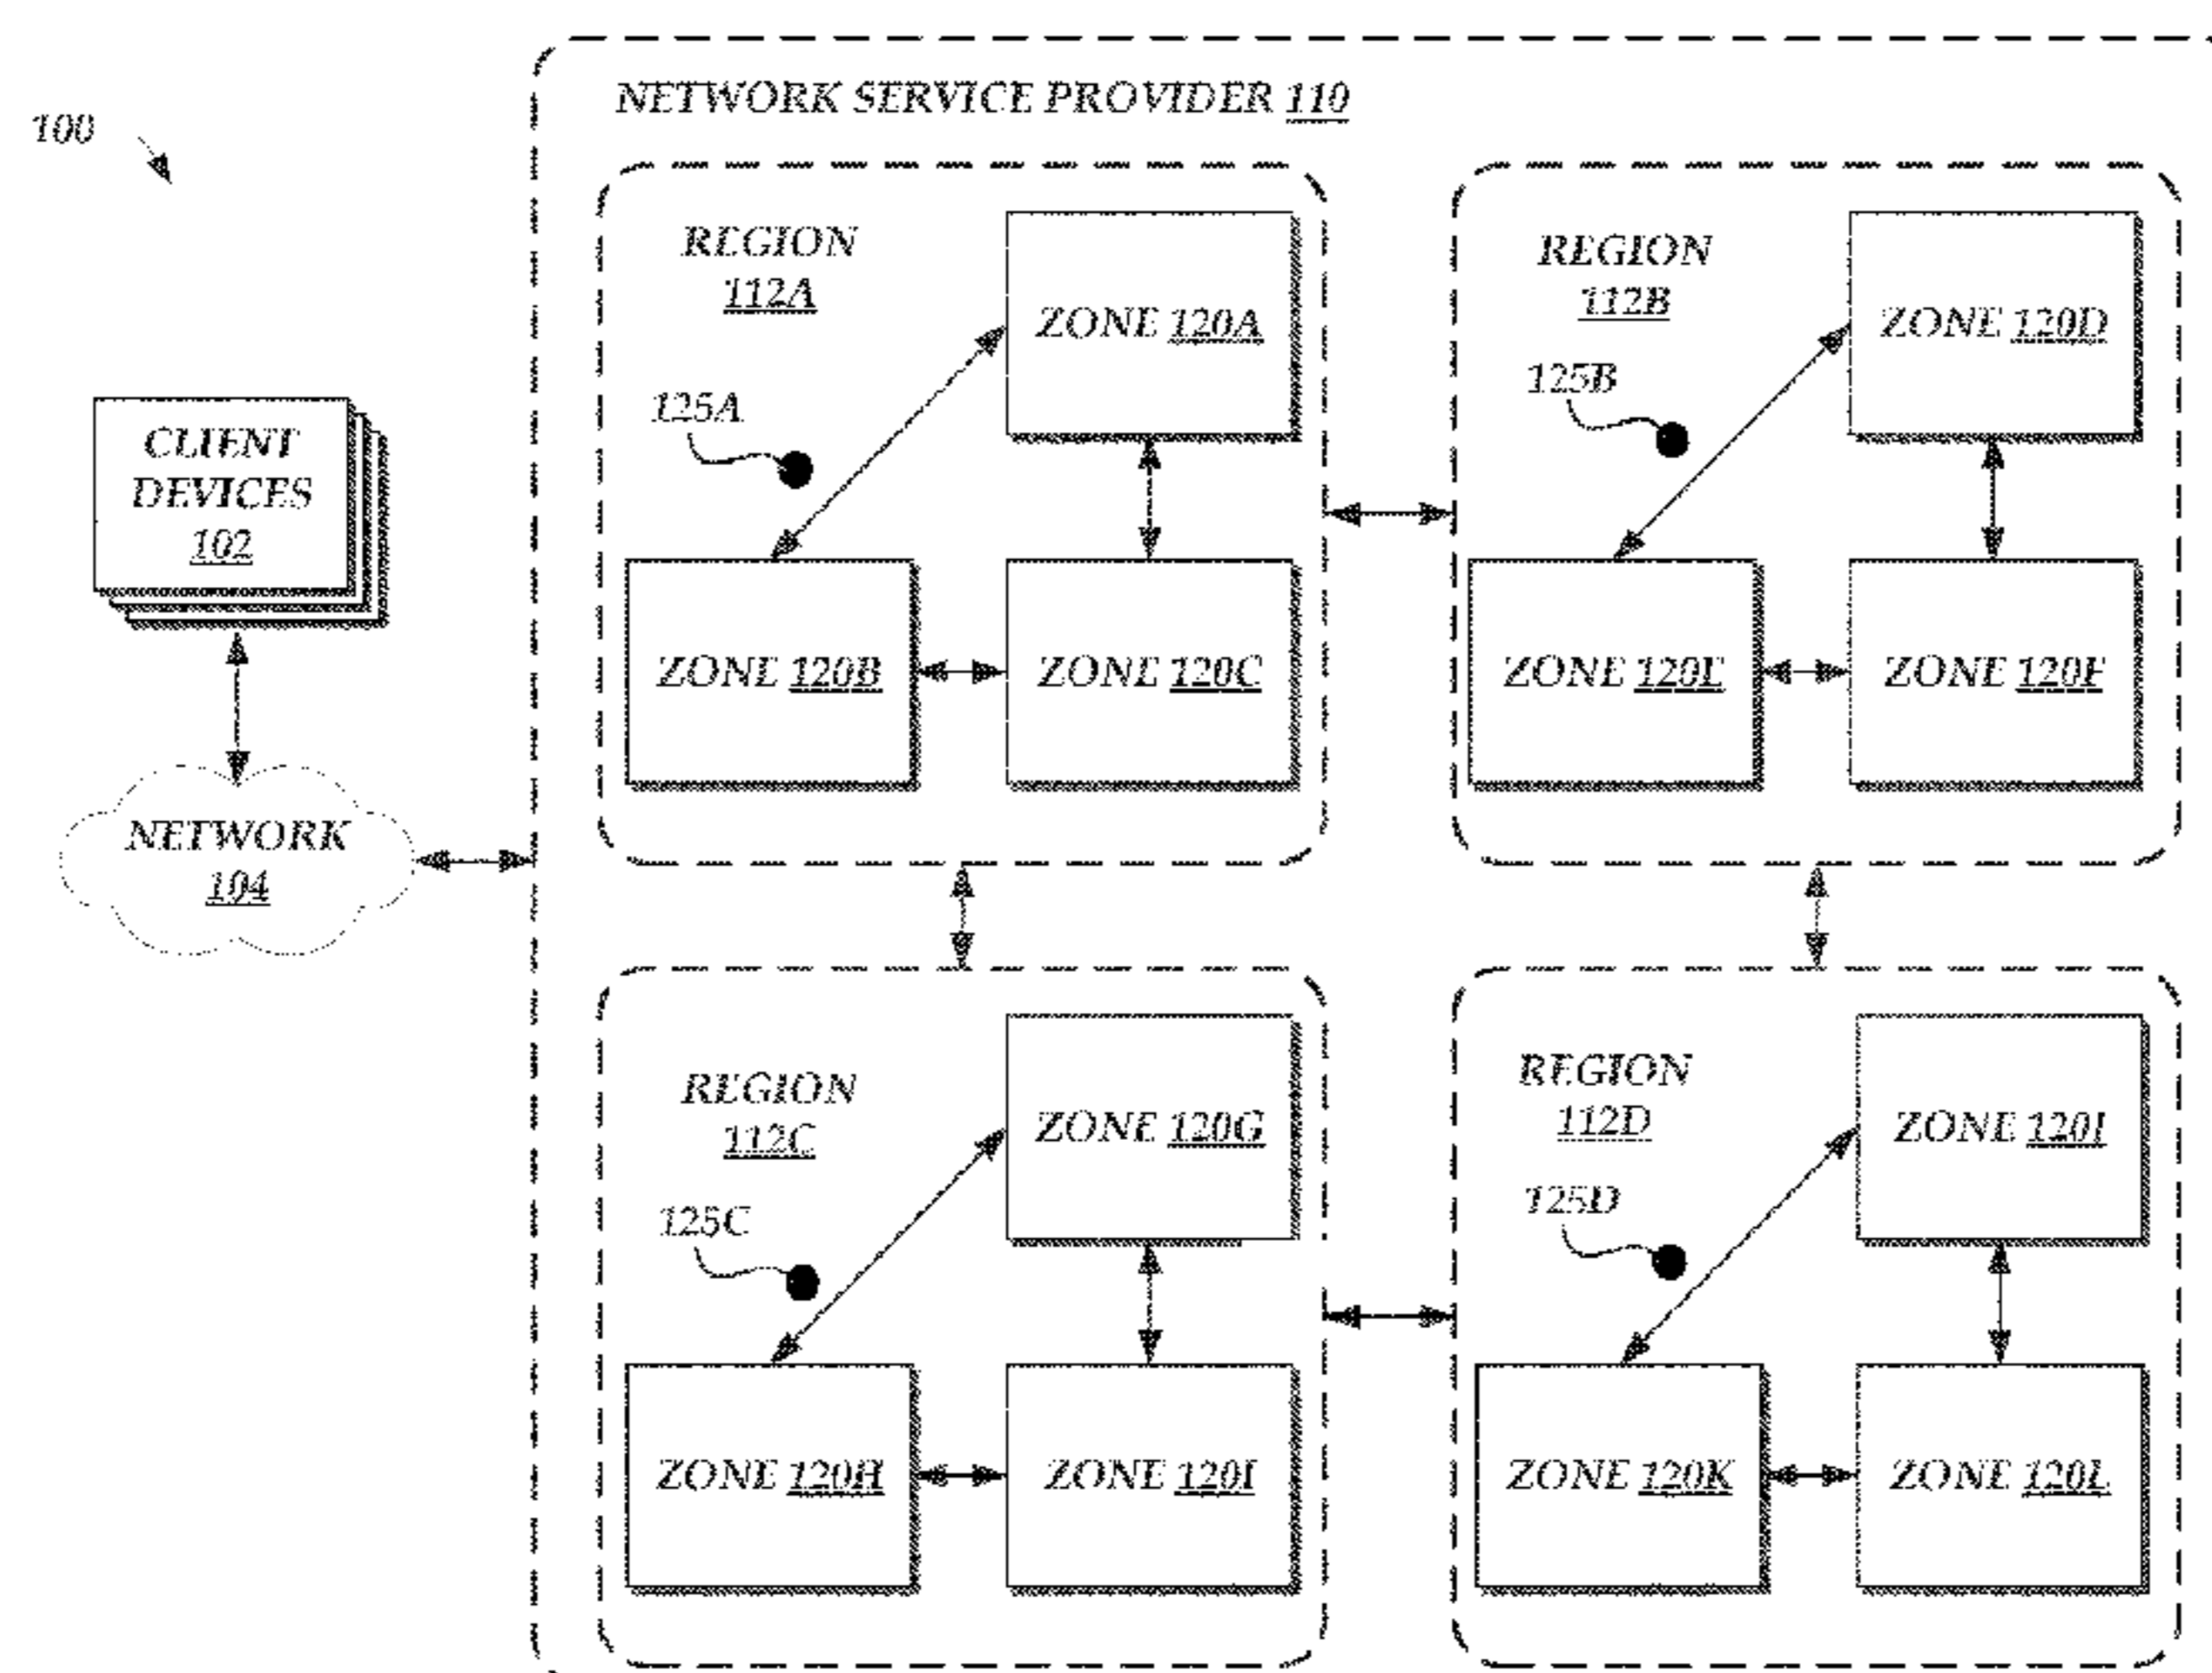 NETWORK SERVICE PROVIDER 110
100
REGION
112A
ZONE 120A
125A
ZONE 120B
ZONE 120C
REGION
112B
ZONE 120D
125B
ZONE 120E
ZONE 120F
CLIENT
DEVICES
102
NETWORK
104
REGION
112C
ZONE 120G
125C
ZONE 120H
ZONE 120I
REGION
112D
ZONE 120J
125D
ZONE 120K
ZONE 120L